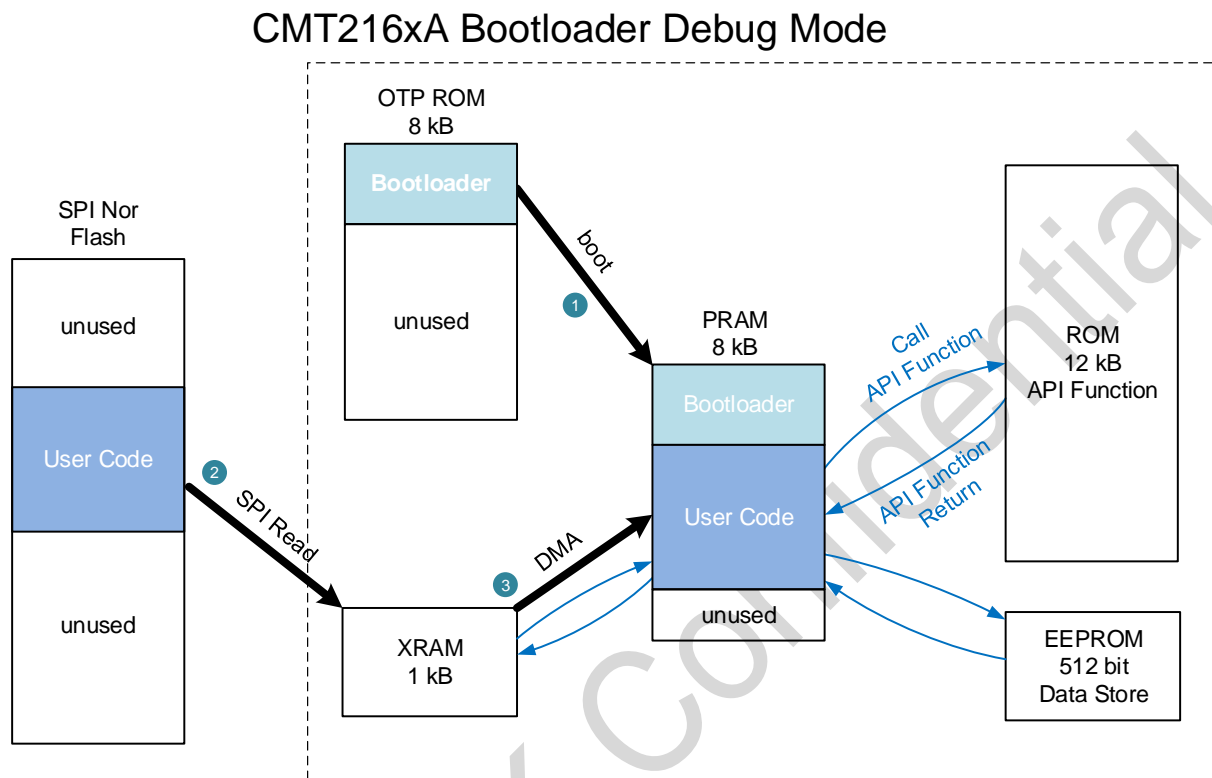 CMT216xA Bootloader Debug Mode
OTP ROM
8 kB
Bootloader
unused
SPI Nor
Flash
unused
User Code
unused
boot
1
2
SPI Read
3
DMA
XRAM
1 kB
PRAM
8 kB
Bootloader
User Code
unused
Call
API Function
API Function
Return
ROM
12 kB
API Function
EEPROM
512 bit
Data Store
Confidential